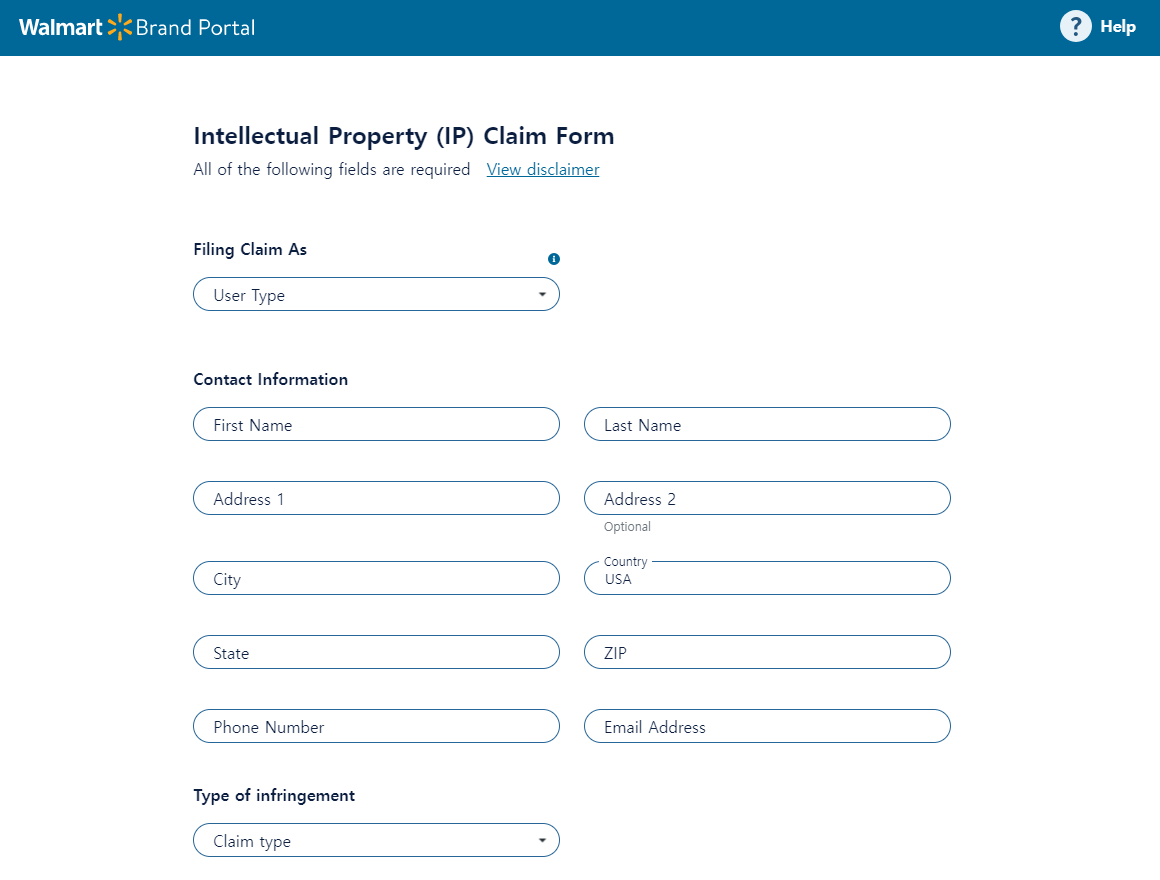 Walmart Brand Portal
? Help
Intellectual Property (IP) Claim Form
All of the following fields are required View disclaimer
Filing Claim As
i
User Type
Contact Information
First Name Last Name
Address 1 Address 2
Optional
Country
City USA
State ZIP
Phone Number Email Address
Type of infringement
Claim type